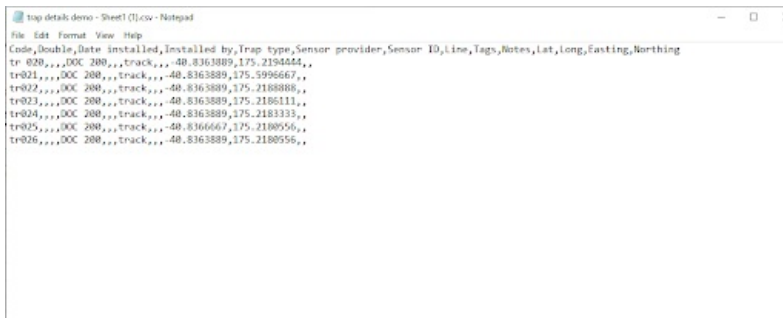 trap details demo - Sheet1 (1).csv - Notepad
File Edit Format View Help
Code,Double,Date installed,Installed by,Trap type,Sensor provider,Sensor ID,Line,Tags,Notes,Lat,Long,Easting,Northing
tr 020,,,,DOC 200,,,track,,,-40.8363889,175.2194444,,
tr021,,,,DOC 200,,,track,,,-40.8363889,175.5996667,,
tr022,,,,DOC 200,,,track,,,-40.8363889,175.2188888,,
tr023,,,,DOC 200,,,track,,,-40.8363889,175.2186111,,
tr024,,,,DOC 200,,,track,,,-40.8363889,175.2183333,,
tr025,,,,DOC 200,,,track,,,-40.8366667,175.2180556,,
tr026,,,,DOC 200,,,track,,,-40.8363889,175.2180556,,